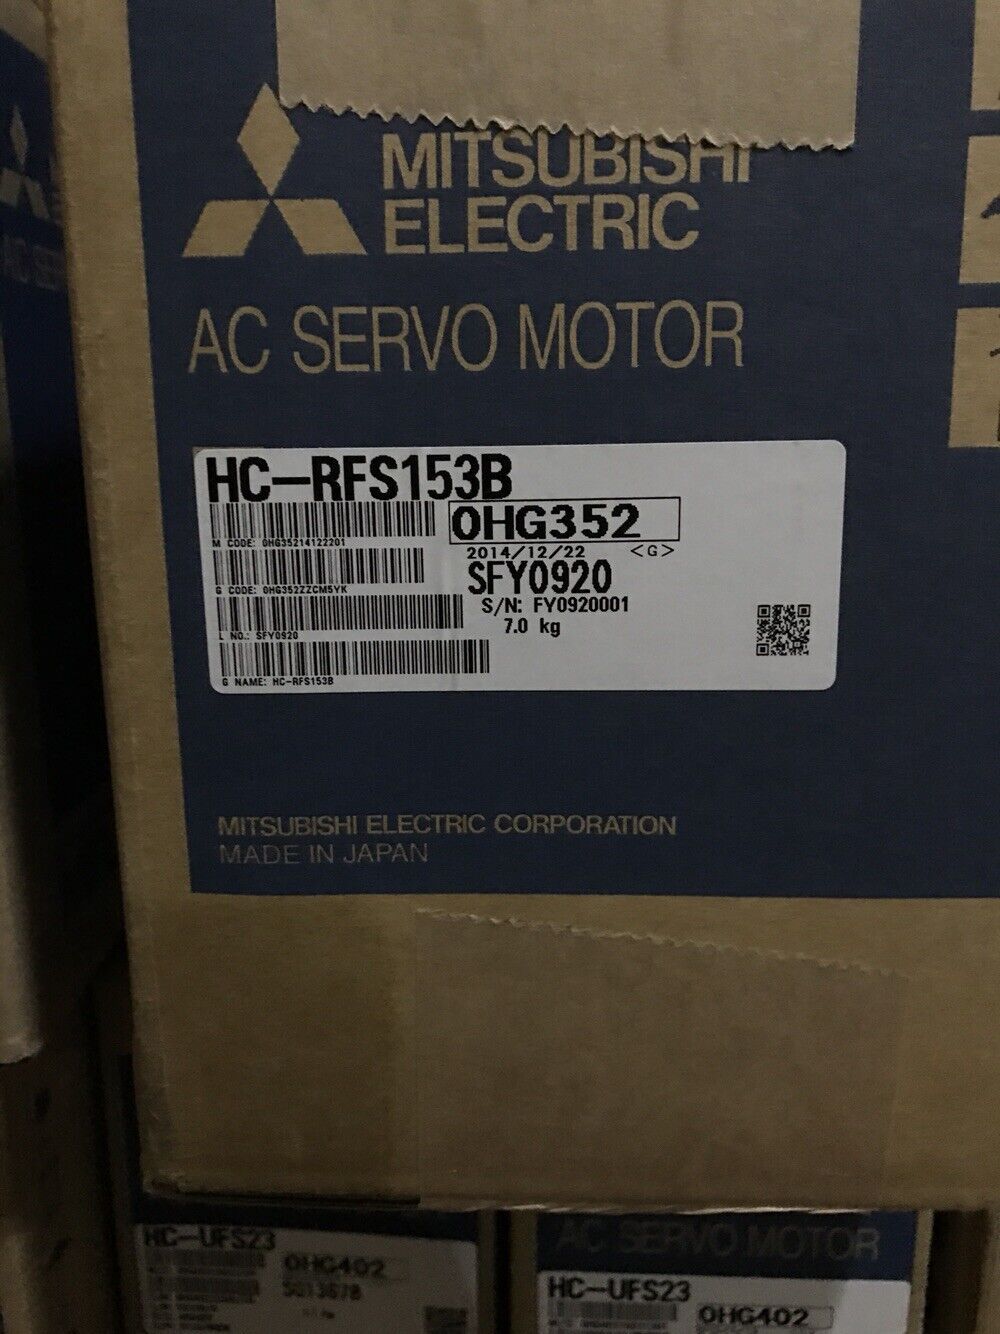 MITSUBISHI
ELECTRIC
AC SERVO MOTOR
HC-RFS153B
0HG352
M CODE: 0HG35214122201
2014/12/22 <G>
SFY0920
G CODE: 0HG352ZZCM5YK
S/N: FY0920001
7.0 kg
L NO.: SFY0920
G NAME: HC-RFS153B
MITSUBISHI ELECTRIC CORPORATION
MADE IN JAPAN
HC-UFS23
0HG402
AC SERVO MOTOR
HC-UFS23
0HG402